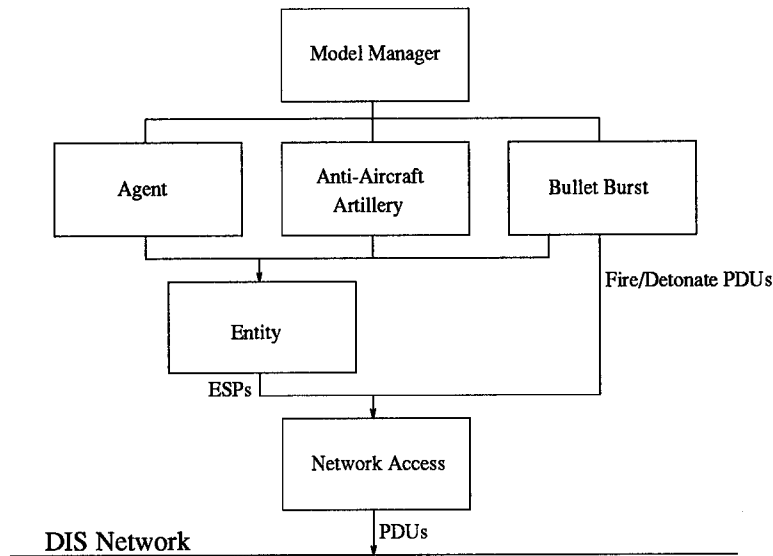 Model Manager
Agent
Anti-Aircraft
Artillery
Bullet Burst
Fire/Detonate PDUs
Entity
ESPs
Network Access
PDUs
DIS Network